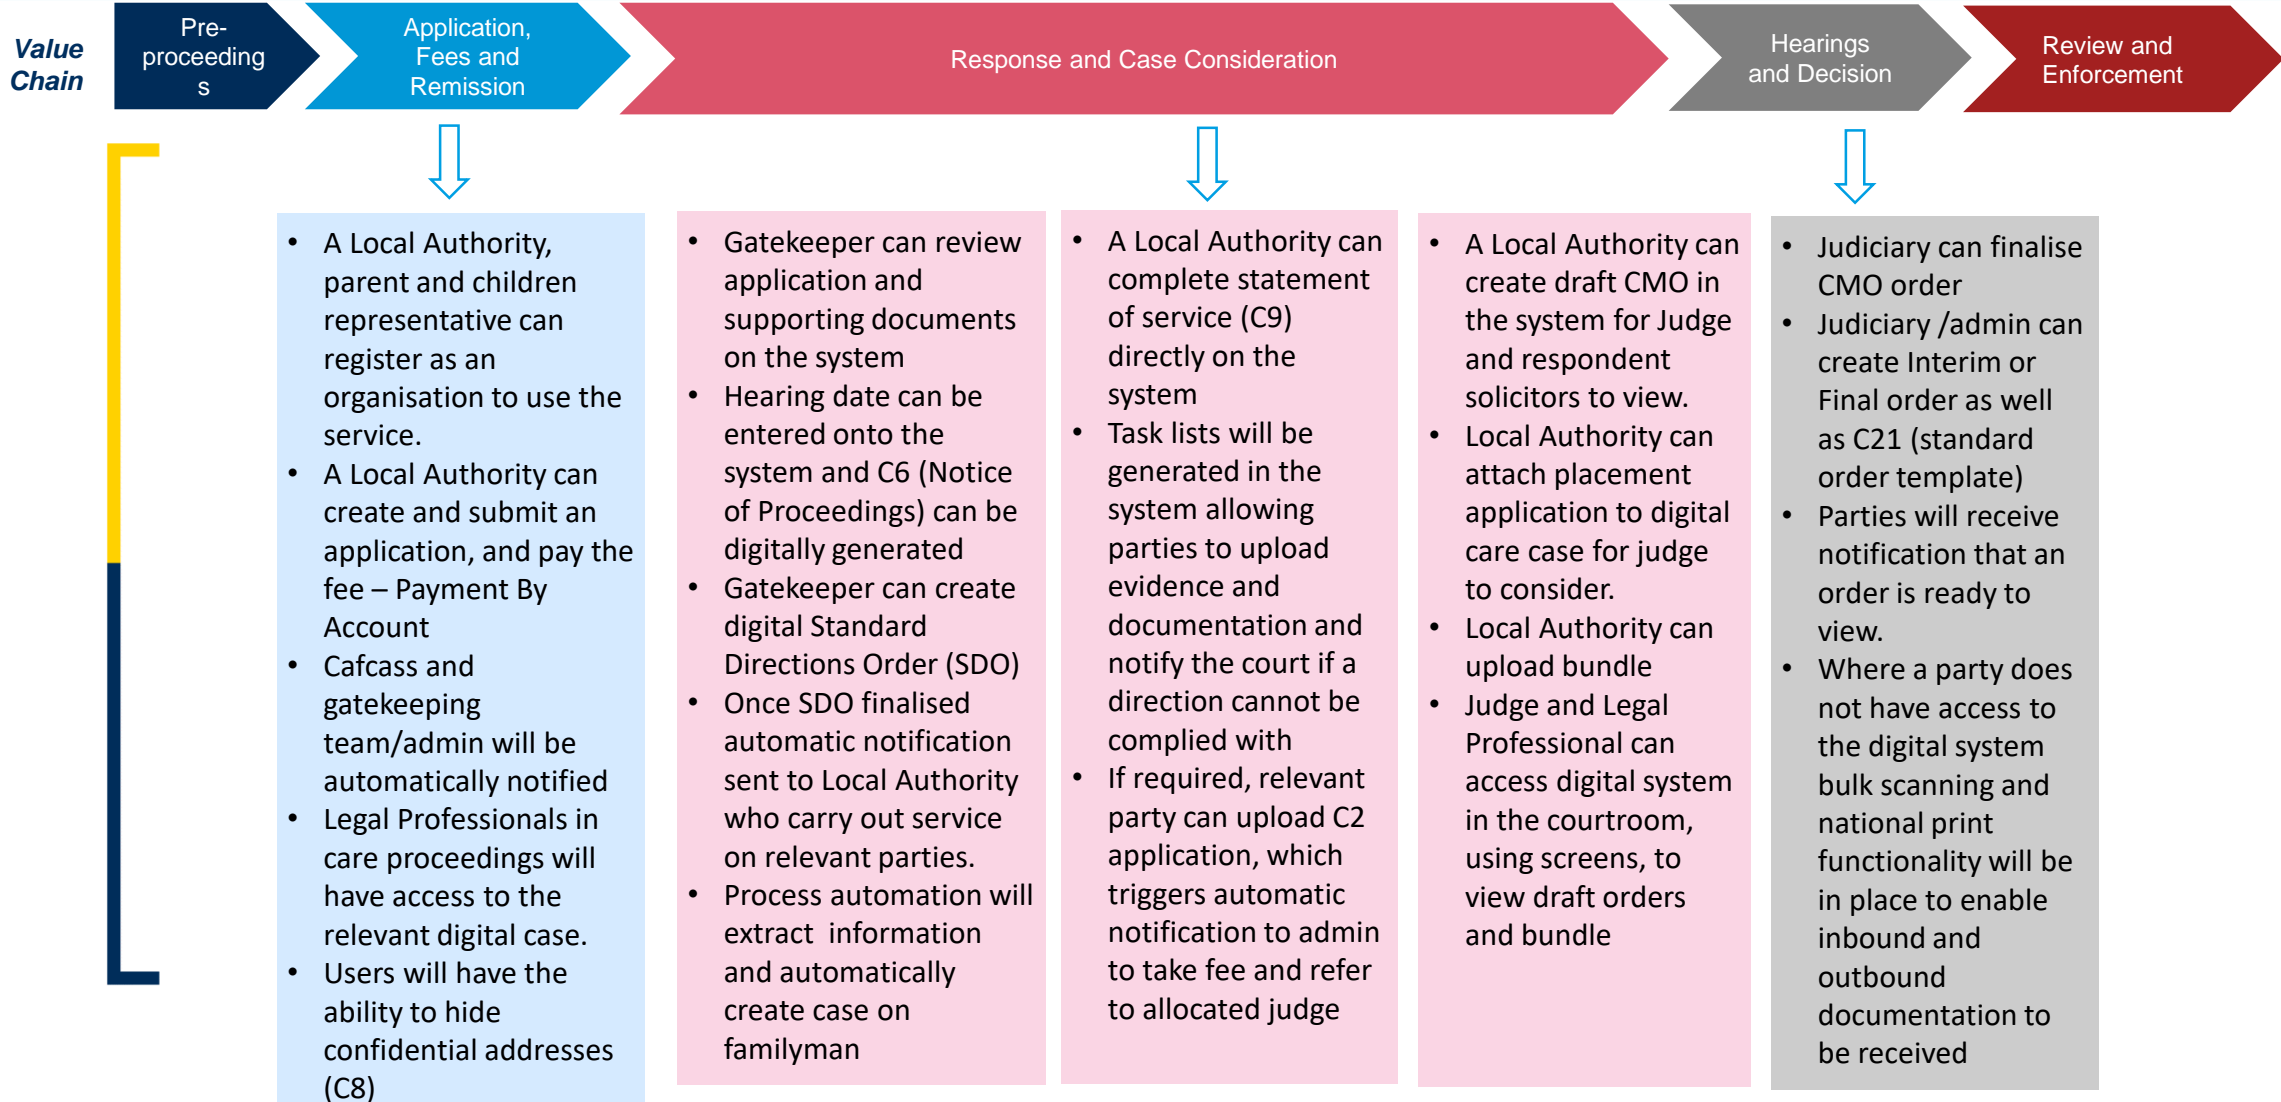 Value
Chain
Pre-
proceeding
s
Application,
Fees and
Remission
Response and Case Consideration
Hearings
and Decision
Review and
Enforcement
• A Local Authority,
parent and children
representative can
register as an
organisation to use the
service.
• A Local Authority can
create and submit an
application, and pay the
fee – Payment By
Account
• Cafcass and
gatekeeping
team/admin will be
automatically notified
• Legal Professionals in
care proceedings will
have access to the
relevant digital case.
• Users will have the
ability to hide
confidential addresses
(C8)
• Gatekeeper can review
application and
supporting documents
on the system
• Hearing date can be
entered onto the
system and C6 (Notice
of Proceedings) can be
digitally generated
• Gatekeeper can create
digital Standard
Directions Order (SDO)
• Once SDO finalised
automatic notification
sent to Local Authority
who carry out service
on relevant parties.
• Process automation will
extract  information
and automatically
create case on
familyman
• A Local Authority can
complete statement
of service (C9)
directly on the
system
• Task lists will be
generated in the
system allowing
parties to upload
evidence and
documentation and
notify the court if a
direction cannot be
complied with
• If required, relevant
party can upload C2
application, which
triggers automatic
notification to admin
to take fee and refer
to allocated judge
• A Local Authority can
create draft CMO in
the system for Judge
and respondent
solicitors to view.
• Local Authority can
attach placement
application to digital
care case for judge
to consider.
• Local Authority can
upload bundle
• Judge and Legal
Professional can
access digital system
in the courtroom,
using screens, to
view draft orders
and bundle
• Judiciary can finalise
CMO order
• Judiciary /admin can
create Interim or
Final order as well
as C21 (standard
order template)
• Parties will receive
notification that an
order is ready to
view.
• Where a party does
not have access to
the digital system
bulk scanning and
national print
functionality will be
in place to enable
inbound and
outbound
documentation to
be received